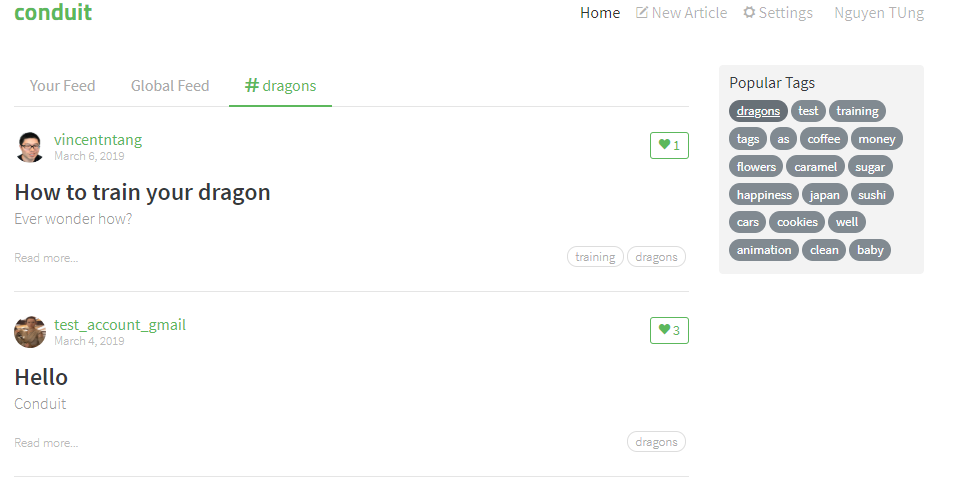 conduit
Home New Article Settings Nguyen TUng
Your Feed Global Feed # dragons
vincentntang
March 6, 2019
1
How to train your dragon
Ever wonder how?
Read more...
training dragons
test_account_gmail
March 4, 2019
3
Hello
Conduit
Read more...
dragons
Popular Tags
dragons test training
tags as coffee money
flowers caramel sugar
happiness japan sushi
cars cookies well
animation clean baby